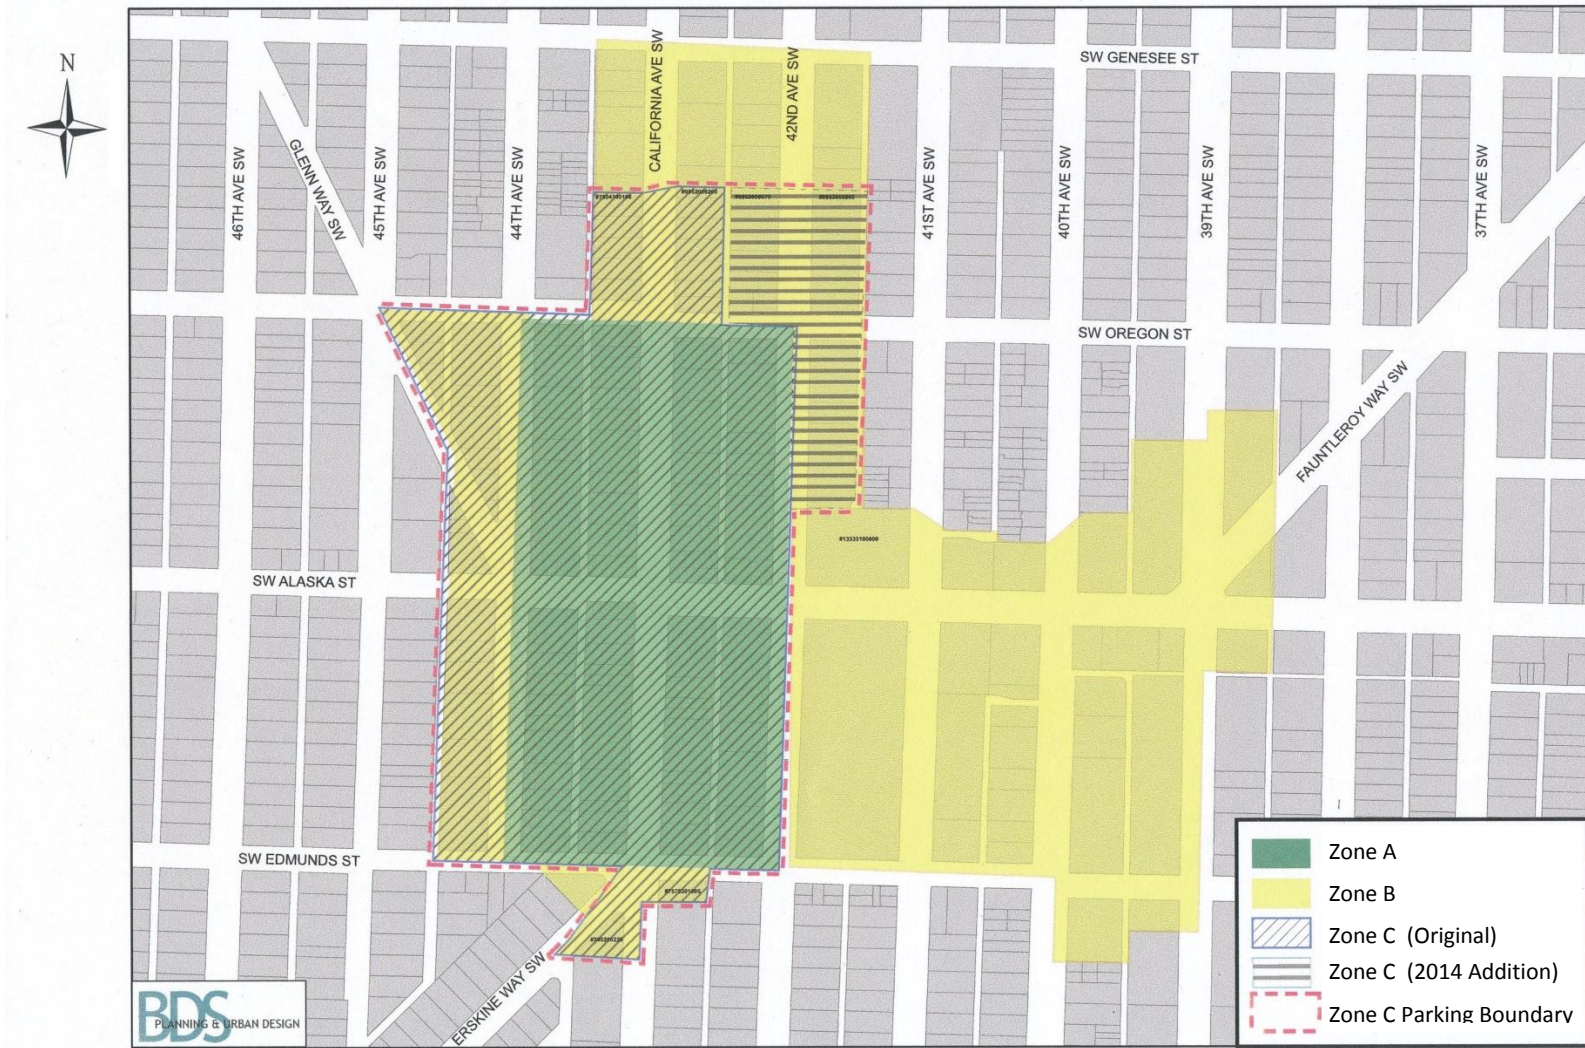 N
SW GENESEE ST
CALIFORNIA AVE SW
42ND AVE SW
GLENN WAY SW
46TH AVE SW
45TH AVE SW
44TH AVE SW
41ST AVE SW
40TH AVE SW
39TH AVE SW
37TH AVE SW
SW OREGON ST
FAUNTLEROY WAY SW
SW ALASKA ST
SW EDMUNDS ST
ERSKINE WAY SW
BDS
PLANNING & URBAN DESIGN
Zone A
Zone B
Zone C (Original)
Zone C (2014 Addition)
Zone C Parking Boundary